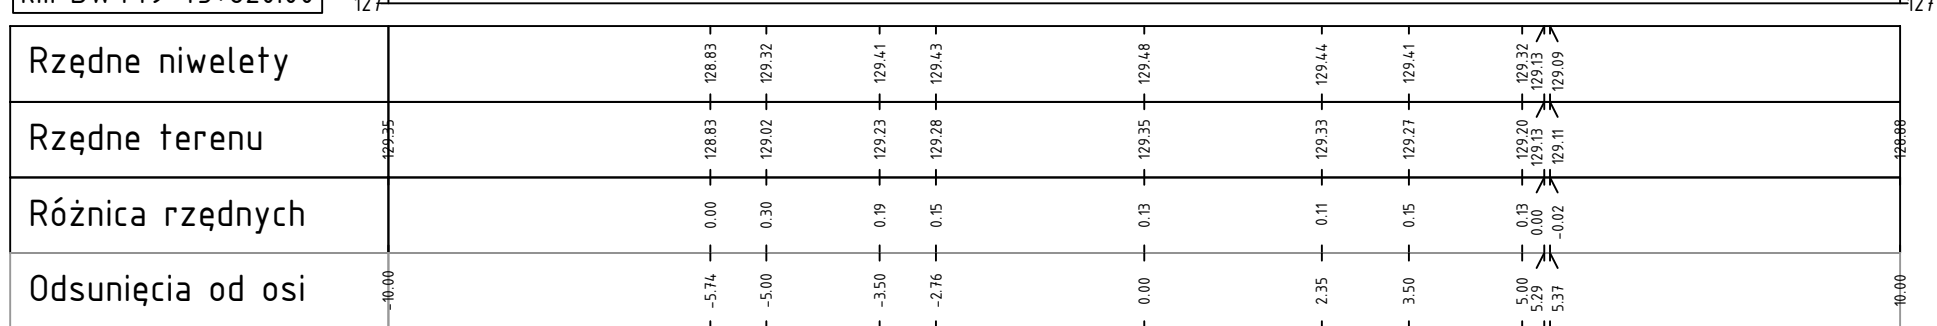 127 127
Rzędne niwelety 128.83 129.32 129.41 129.43 129.48 129.44 129.41 129.32 129.13 129.09
Rzędne terenu 129.35 128.83 129.02 129.23 129.28 129.35 129.33 129.27 129.20 129.13 129.11 128.88
Różnica rzędnych 0.00 0.30 0.19 0.15 0.13 0.11 0.15 0.13 0.00 -0.02
Odsunięcia od osi -10.00 -5.74 -5.00 -3.50 -2.76 0.00 2.35 3.50 5.00 5.29 5.37 10.00